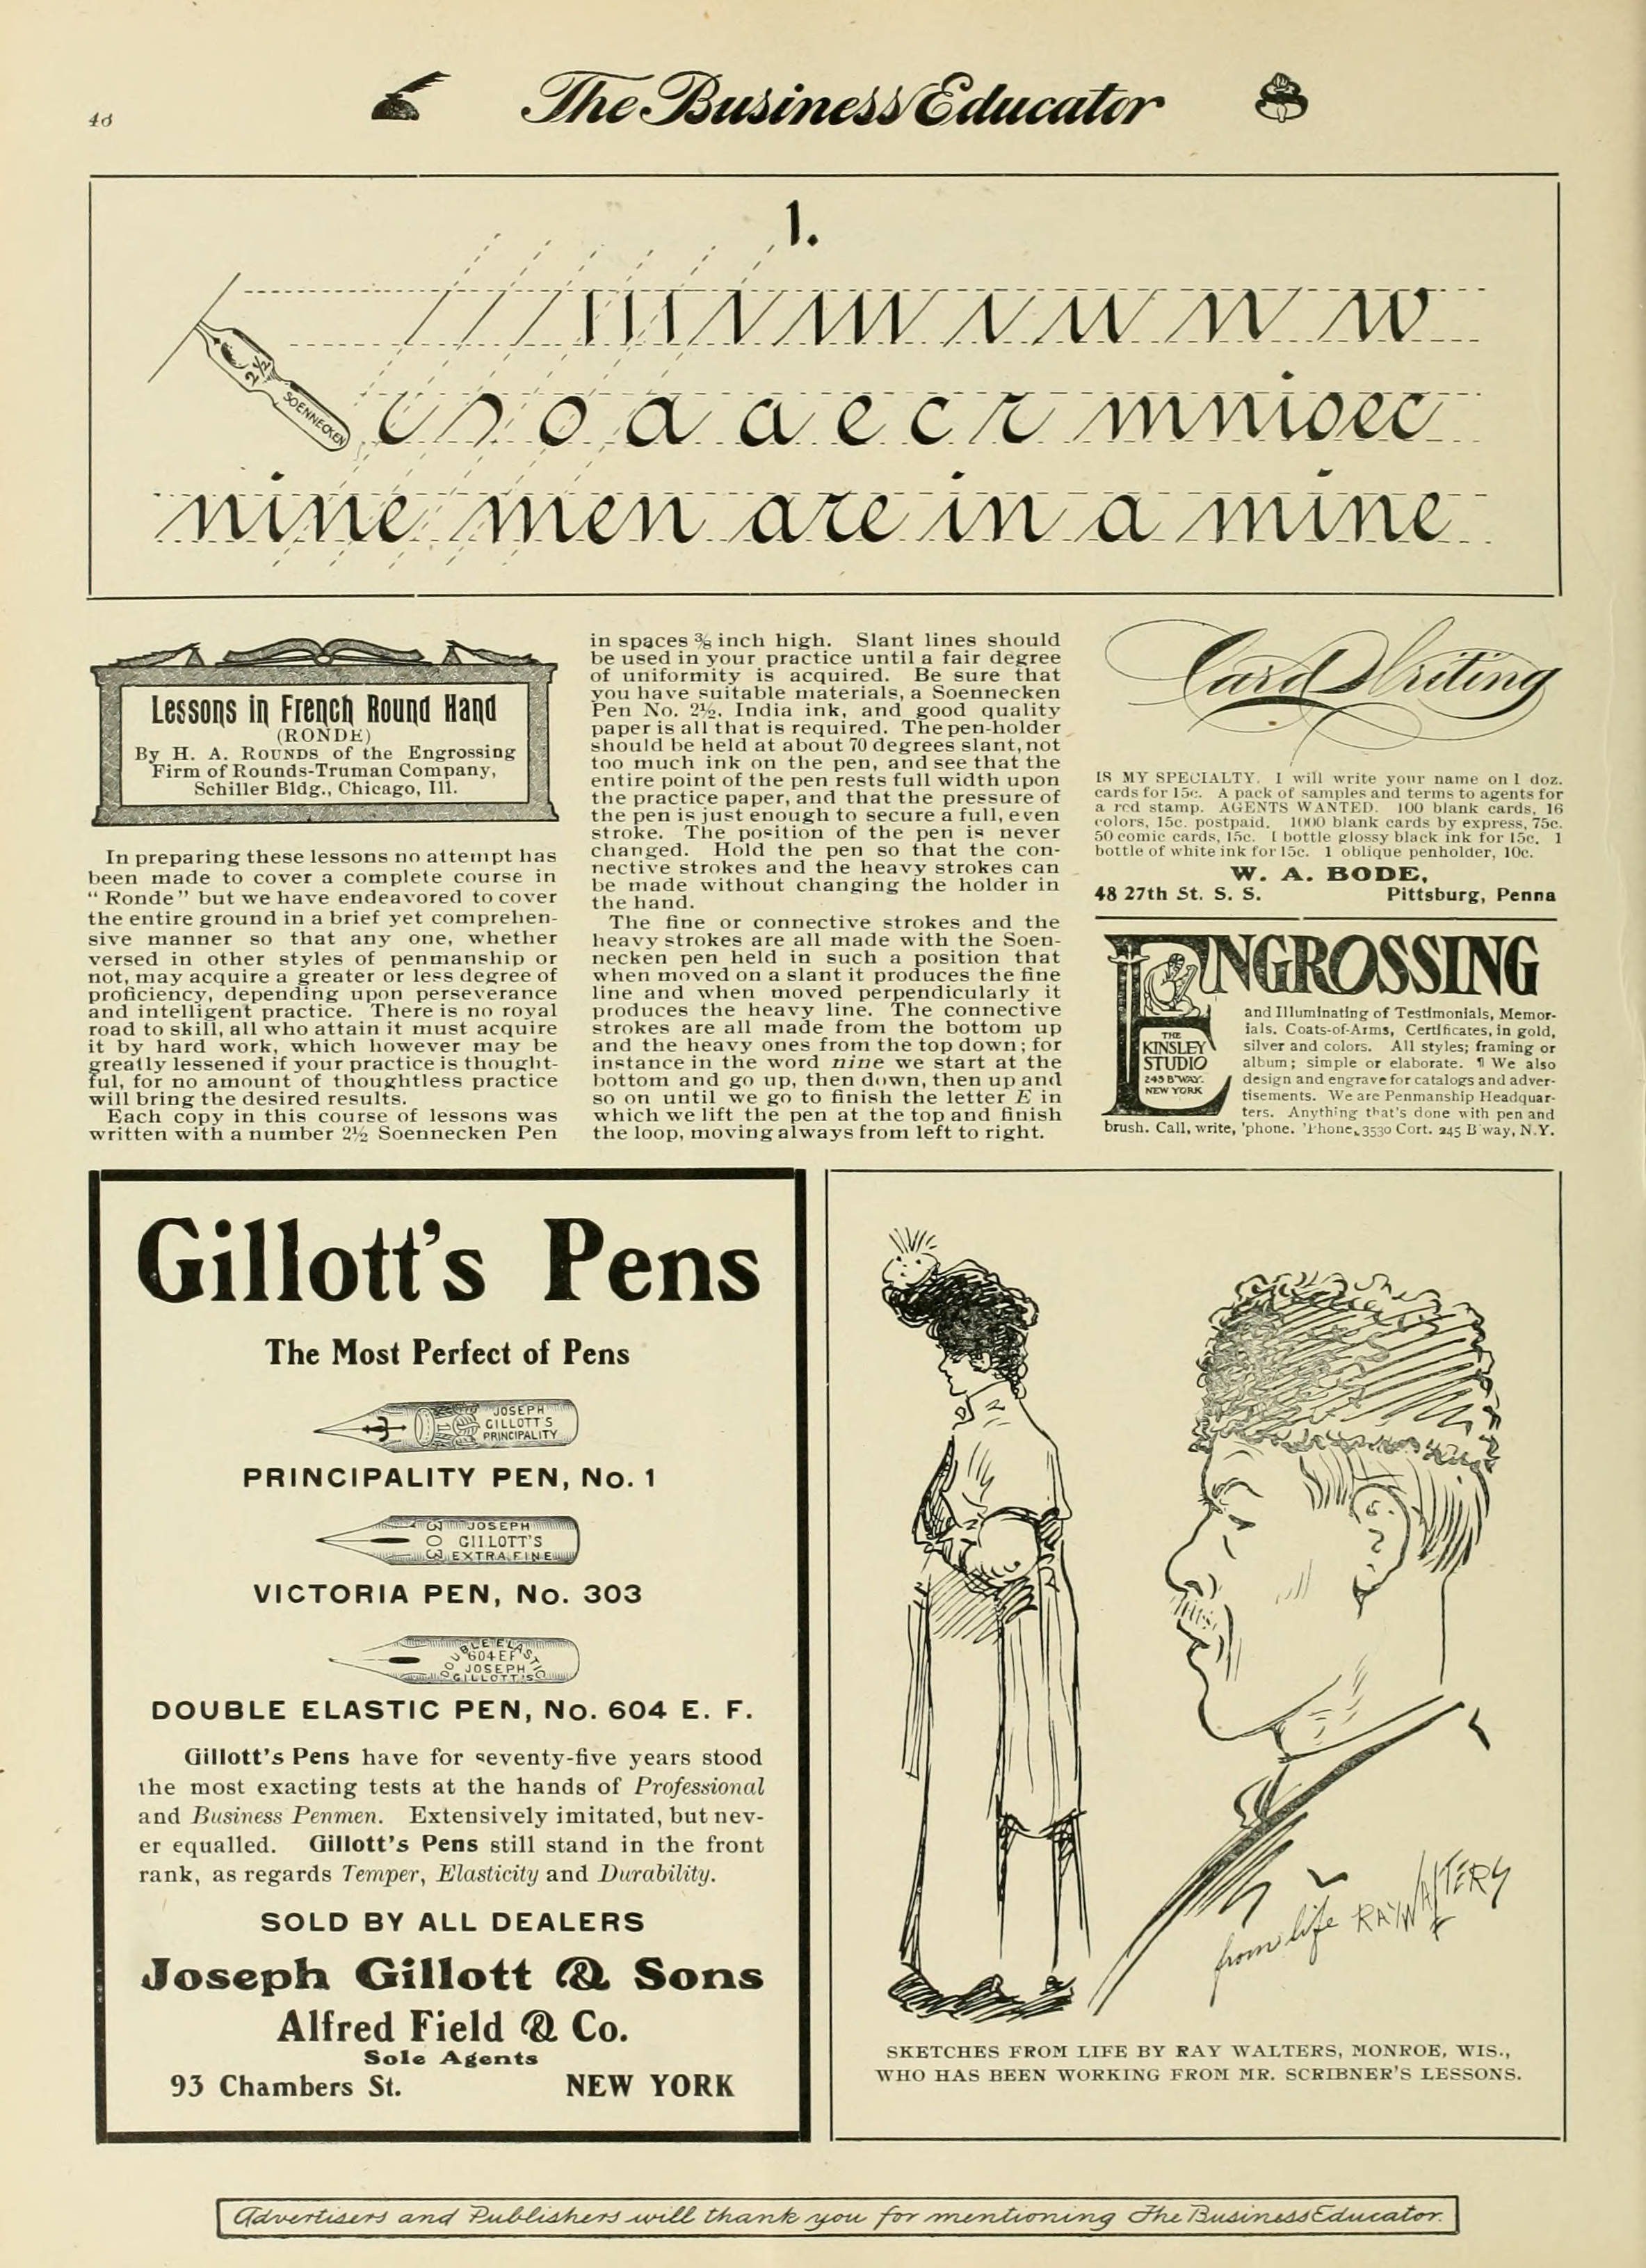 48
The Business Educator
1.
2½
SOENNECKEN
c o a a e c r mnioec
nine men are in a mine
Lessons in French Round Hand
(RONDE)
By H. A. ROUNDS of the Engrossing
Firm of Rounds-Truman Company,
Schiller Bldg., Chicago, Ill.
In preparing these lessons no attempt has
been made to cover a complete course in
“ Ronde” but we have endeavored to cover
the entire ground in a brief yet comprehen-
sive manner so that any one, whether
versed in other styles of penmanship or
not, may acquire a greater or less degree of
proficiency, depending upon perseverance
and intelligent practice. There is no royal
road to skill, all who attain it must acquire
it by hard work, which however may be
greatly lessened if your practice is thought-
ful, for no amount of thoughtless practice
will bring the desired results.
Each copy in this course of lessons was
written with a number 2½ Soennecken Pen
in spaces ⅜ inch high. Slant lines should
be used in your practice until a fair degree
of uniformity is acquired. Be sure that
you have suitable materials, a Soennecken
Pen No. 2½, India ink, and good quality
paper is all that is required. The pen-holder
should be held at about 70 degrees slant, not
too much ink on the pen, and see that the
entire point of the pen rests full width upon
the practice paper, and that the pressure of
the pen is just enough to secure a full, even
stroke. The position of the pen is never
changed. Hold the pen so that the con-
nective strokes and the heavy strokes can
be made without changing the holder in
the hand.
The fine or connective strokes and the
heavy strokes are all made with the Soen-
necken pen held in such a position that
when moved on a slant it produces the fine
line and when moved perpendicularly it
produces the heavy line. The connective
strokes are all made from the bottom up
and the heavy ones from the top down; for
instance in the word nine we start at the
bottom and go up, then down, then up and
so on until we go to finish the letter E in
which we lift the pen at the top and finish
the loop, moving always from left to right.
Card Writing
IS MY SPECIALTY. I will write your name on 1 doz.
cards for 15c. A pack of samples and terms to agents for
a red stamp. AGENTS WANTED. 100 blank cards, 16
colors, 15c. postpaid. 1000 blank cards by express, 75c.
50 comic cards, 15c. 1 bottle glossy black ink for 15c. 1
bottle of white ink for 15c. 1 oblique penholder, 10c.
W. A. BODE,
48 27th St. S. S. Pittsburg, Penna
ENGROSSING
THE
KINSLEY
STUDIO
245 B'WAY.
NEW YORK
and Illuminating of Testimonials, Memor-
ials. Coats-of-Arms, Certificates, in gold,
silver and colors. All styles; framing or
album; simple or elaborate. ¶ We also
design and engrave for catalogs and adver-
tisements. We are Penmanship Headquar-
ters. Anything that's done with pen and
brush. Call, write, 'phone. 'Phone, 3530 Cort. 245 B'way, N.Y.
Gillott's Pens
The Most Perfect of Pens
JOSEPH
GILLOTT'S
PRINCIPALITY
PRINCIPALITY PEN, No. 1
303
JOSEPH
GILLOTT'S
EXTRA FINE
VICTORIA PEN, No. 303
DOUBLE ELASTIC
604 EF
JOSEPH
GILLOTT'S
DOUBLE ELASTIC PEN, No. 604 E. F.
Gillott's Pens have for seventy-five years stood
the most exacting tests at the hands of Professional
and Business Penmen. Extensively imitated, but nev-
er equalled. Gillott's Pens still stand in the front
rank, as regards Temper, Elasticity and Durability.
SOLD BY ALL DEALERS
Joseph Gillott & Sons
Alfred Field & Co.
Sole Agents
93 Chambers St. NEW YORK
from life RAY WALTERS
SKETCHES FROM LIFE BY RAY WALTERS, MONROE, WIS.,
WHO HAS BEEN WORKING FROM MR. SCRIBNER'S LESSONS.
Advertisers and Publishers will thank you for mentioning The Business Educator.